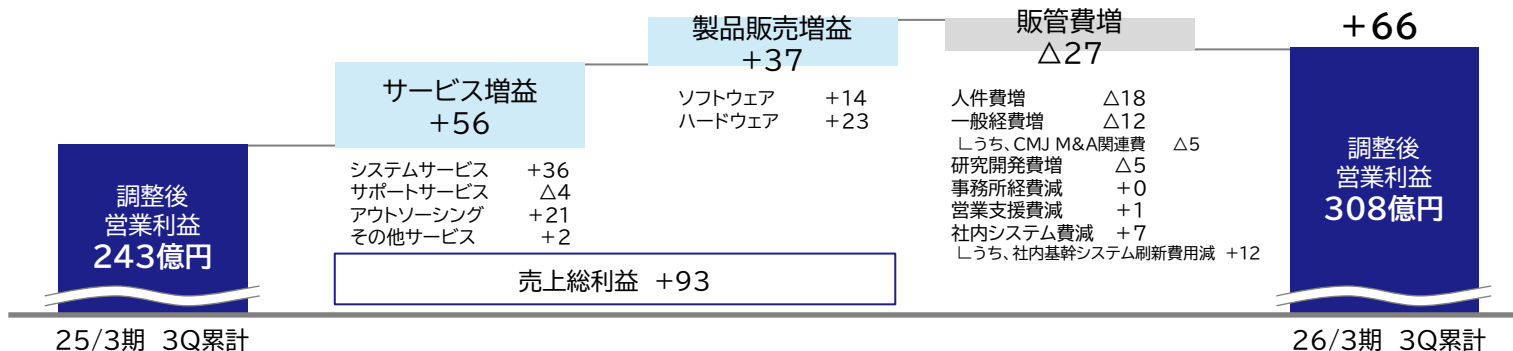 調整後
営業利益
243億円
25/3期 3Q累計
サービス増益
+56
システムサービス +36
サポートサービス △4
アウトソーシング +21
その他サービス +2
製品販売増益
+37
ソフトウェア +14
ハードウェア +23
売上総利益 +93
販管費増
△27
人件費増 △18
一般経費増 △12
∟うち、CMJ M&A関連費 △5
研究開発費増 △5
事務所経費減 +0
営業支援費減 +1
社内システム費減 +7
∟うち、社内基幹システム刷新費用減 +12
+66
調整後
営業利益
308億円
26/3期 3Q累計